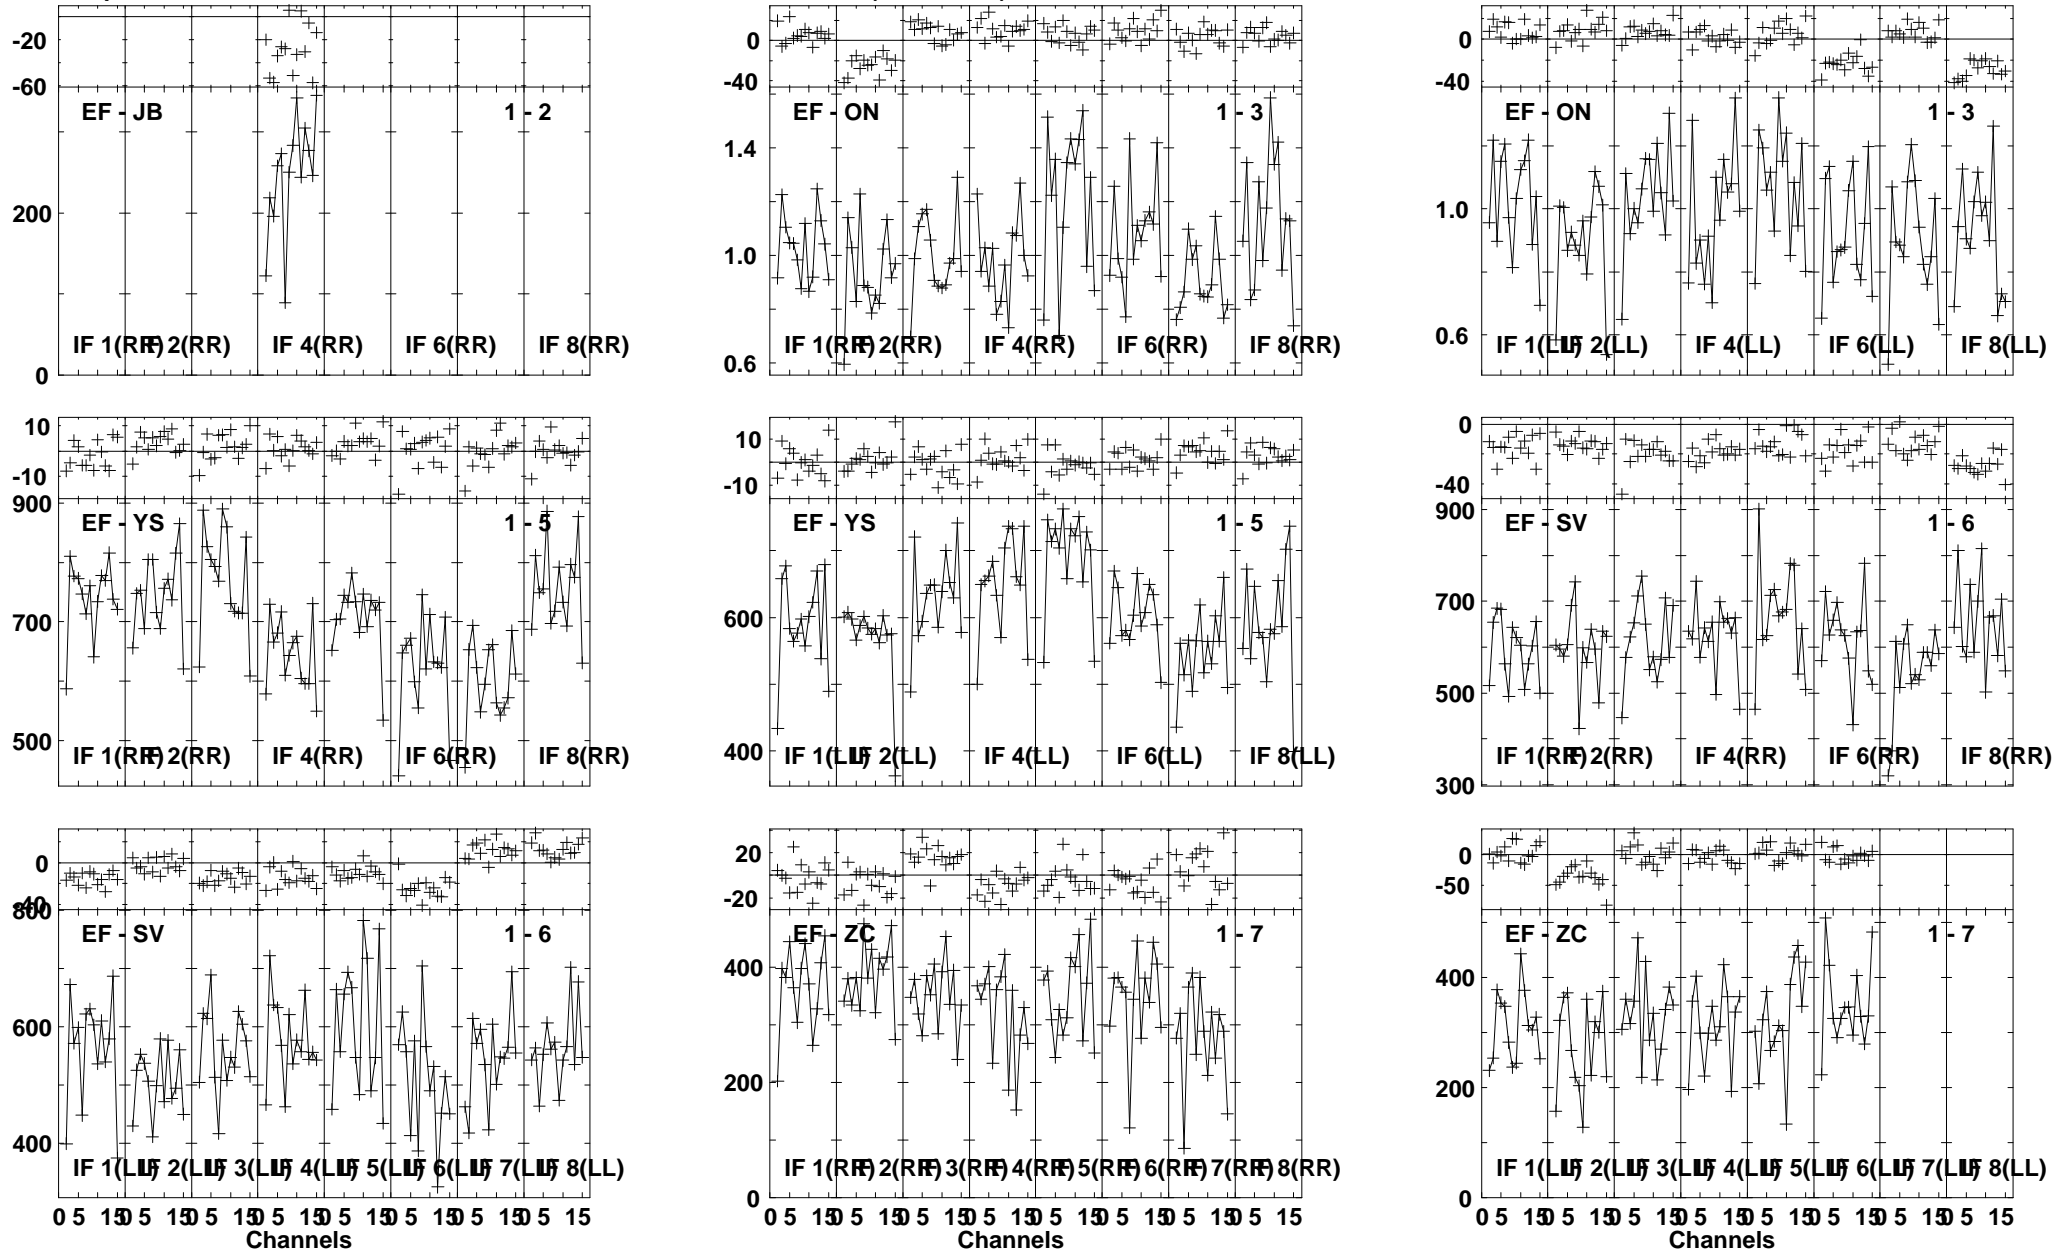 -20
-60
EF - JB 1 - 2
200
0
IF 1(RR) IF 2(RR) IF 4(RR) IF 6(RR) IF 8(RR)
0
-40
EF - ON 1 - 3
1.4
1.0
0.6
IF 1(RR) IF 2(RR) IF 4(RR) IF 6(RR) IF 8(RR)
0
-40
EF - ON 1 - 3
1.0
0.6
IF 1(LL) IF 2(LL) IF 4(LL) IF 6(LL) IF 8(LL)
10
-10
900
EF - YS 1 - 5
700
500
IF 1(RR) IF 2(RR) IF 4(RR) IF 6(RR) IF 8(RR)
10
-10
EF - YS 1 - 5
600
400
IF 1(LL) IF 2(LL) IF 4(LL) IF 6(LL) IF 8(LL)
0
-40
900
EF - SV 1 - 6
700
500
300
IF 1(RR) IF 2(RR) IF 4(RR) IF 6(RR) IF 8(RR)
0
-40
800
EF - SV 1 - 6
600
400
IF 1(LL) IF 2(LL) IF 3(LL) IF 4(LL) IF 5(LL) IF 6(LL) IF 7(LL) IF 8(LL)
0 5 15 0 5 15 0 5 15 0 5 15 0 5 15 0 5 15 0 5 15 0 5 15
Channels
20
-20
EF - ZC 1 - 7
400
200
0
IF 1(RR) IF 2(RR) IF 3(RR) IF 4(RR) IF 5(RR) IF 6(RR) IF 7(RR) IF 8(RR)
0 5 15 0 5 15 0 5 15 0 5 15 0 5 15 0 5 15 0 5 15 0 5 15
Channels
0
-50
EF - ZC 1 - 7
400
200
0
IF 1(LL) IF 2(LL) IF 3(LL) IF 4(LL) IF 5(LL) IF 6(LL) IF 7(LL) IF 8(LL)
0 5 15 0 5 15 0 5 15 0 5 15 0 5 15 0 5 15 0 5 15 0 5 15
Channels